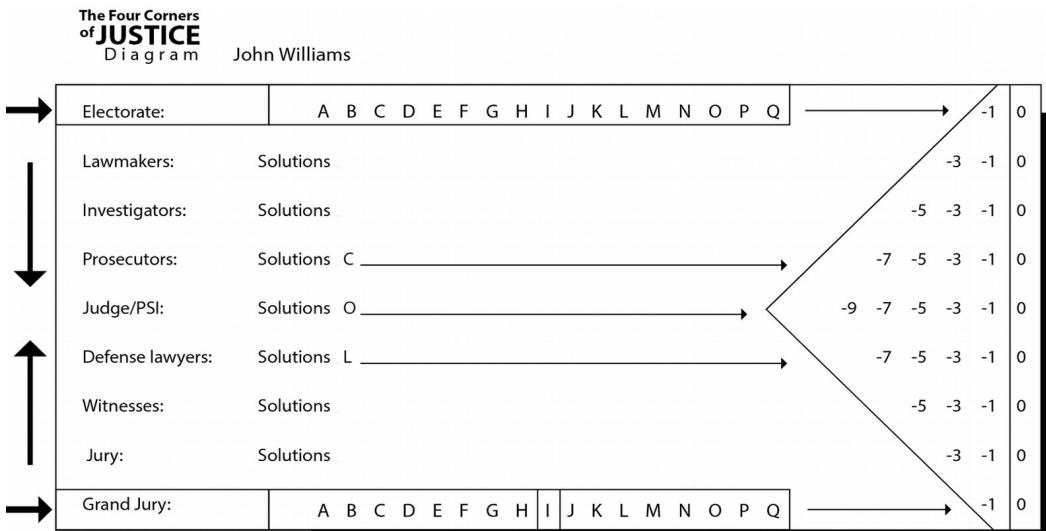 The Four Corners
of JUSTICE
Diagram John Williams
Electorate: A B C D E F G H I J K L M N O P Q -1 0
Lawmakers: Solutions -3 -1 0
Investigators: Solutions -5 -3 -1 0
Prosecutors: Solutions C -7 -5 -3 -1 0
Judge/PSI: Solutions O -9 -7 -5 -3 -1 0
Defense lawyers: Solutions L -7 -5 -3 -1 0
Witnesses: Solutions -5 -3 -1 0
Jury: Solutions -3 -1 0
Grand Jury: A B C D E F G H I J K L M N O P Q -1 0